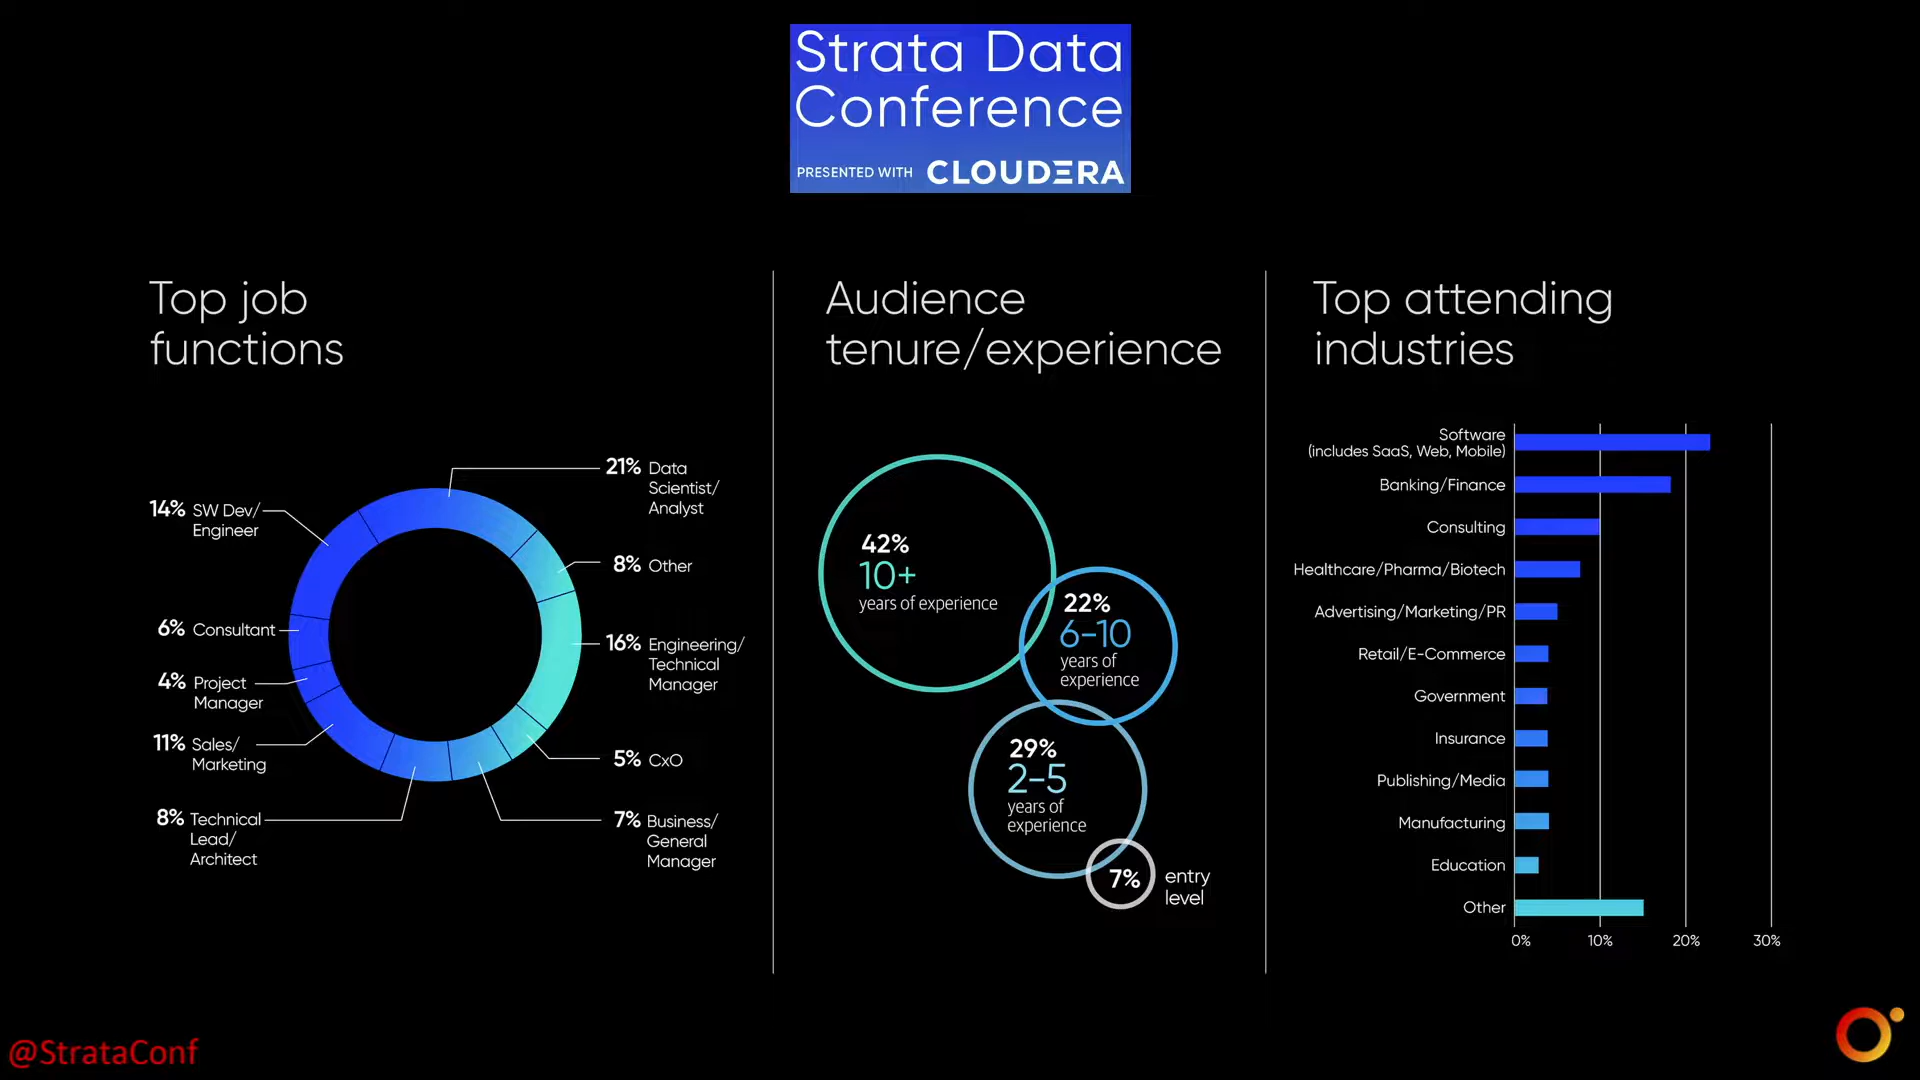 Strata Data
Conference
PRESENTED WITH CLOUDERA
Top job
functions
21% Data
Scientist/
Analyst
8% Other
16% Engineering/
Technical
Manager
5% CxO
7% Business/
General
Manager
14% SW Dev/
Engineer
6% Consultant
4% Project
Manager
11% Sales/
Marketing
8% Technical
Lead/
Architect
Audience
tenure/experience
42%
10+
years of experience
22%
6–10
years of
experience
29%
2–5
years of
experience
7%
entry
level
Top attending
industries
Software
(includes SaaS, Web, Mobile)
Banking/Finance
Consulting
Healthcare/Pharma/Biotech
Advertising/Marketing/PR
Retail/E-Commerce
Government
Insurance
Publishing/Media
Manufacturing
Education
Other
0% 10% 20% 30%
@StrataConf